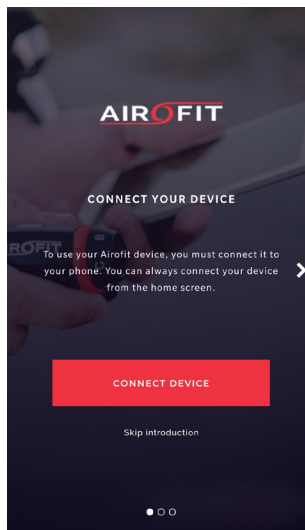 AIROFIT
CONNECT YOUR DEVICE
ROFIT
To use your Airofit device, you must connect it to
your phone. You can always connect your device
from the home screen.
CONNECT DEVICE
Skip introduction